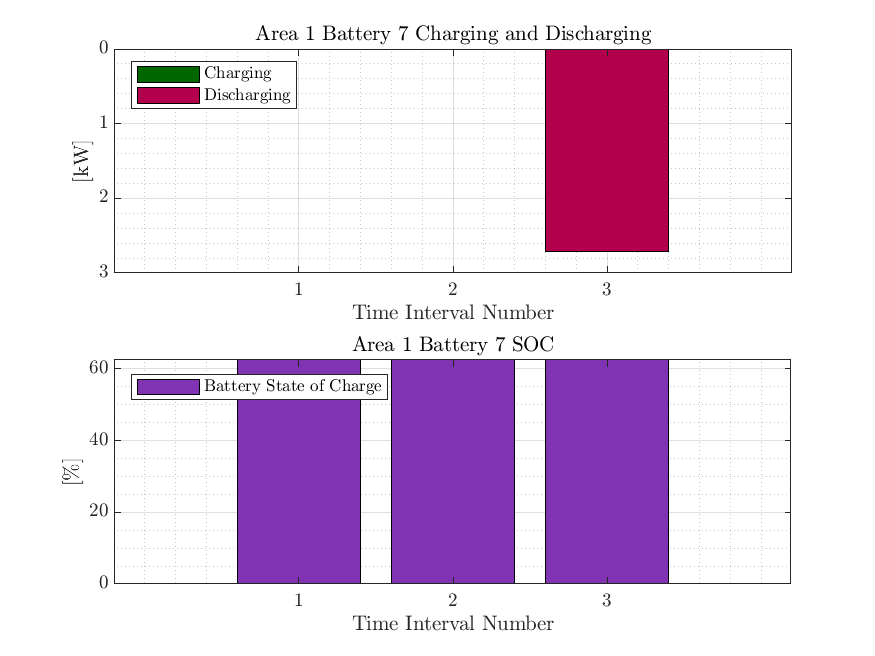 Area 1 Battery 7 Charging and Discharging
0
Charging
Discharging
1
[kW]
2
3
1 2 3
Time Interval Number
Area 1 Battery 7 SOC
60
Battery State of Charge
40
[%]
20
0
1 2 3
Time Interval Number